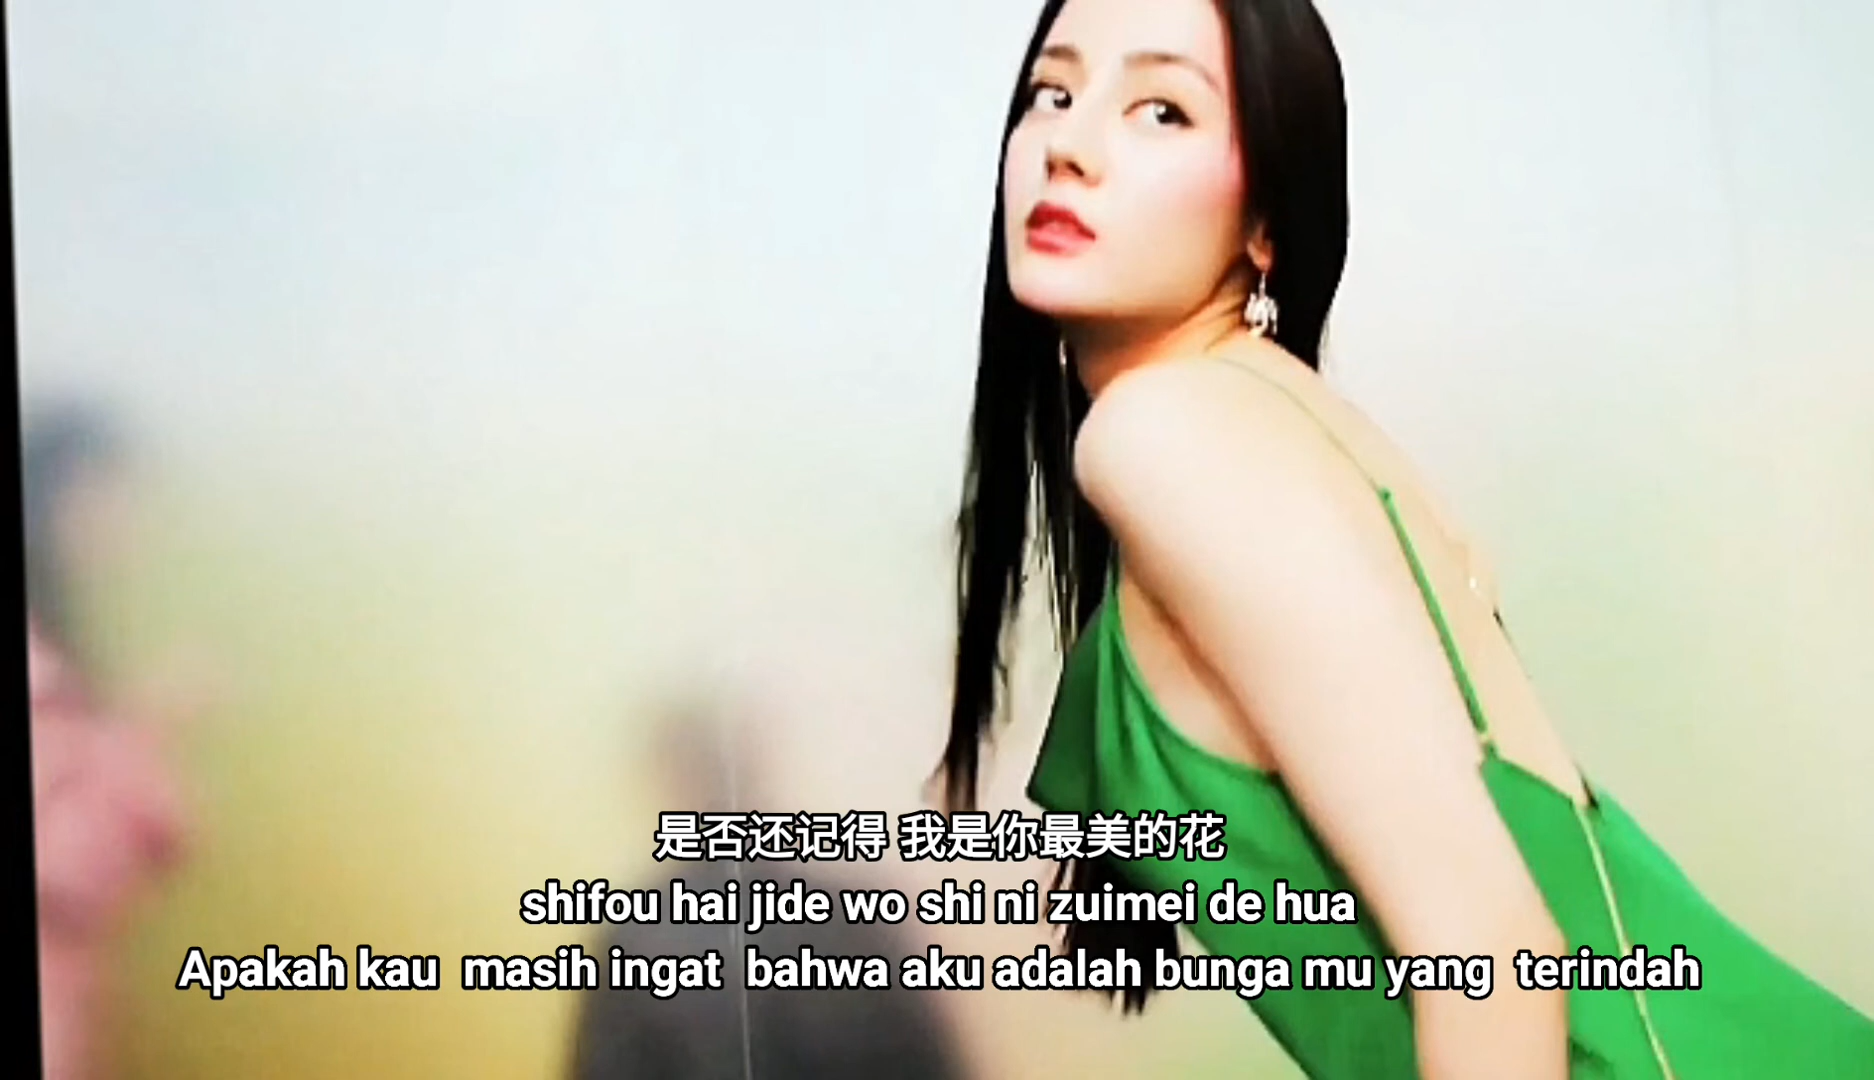 是否还记得 我是你最美的花
shifou hai jide wo shi ni zuimei de hua
Apakah kau masih ingat bahwa aku adalah bunga mu yang terindah